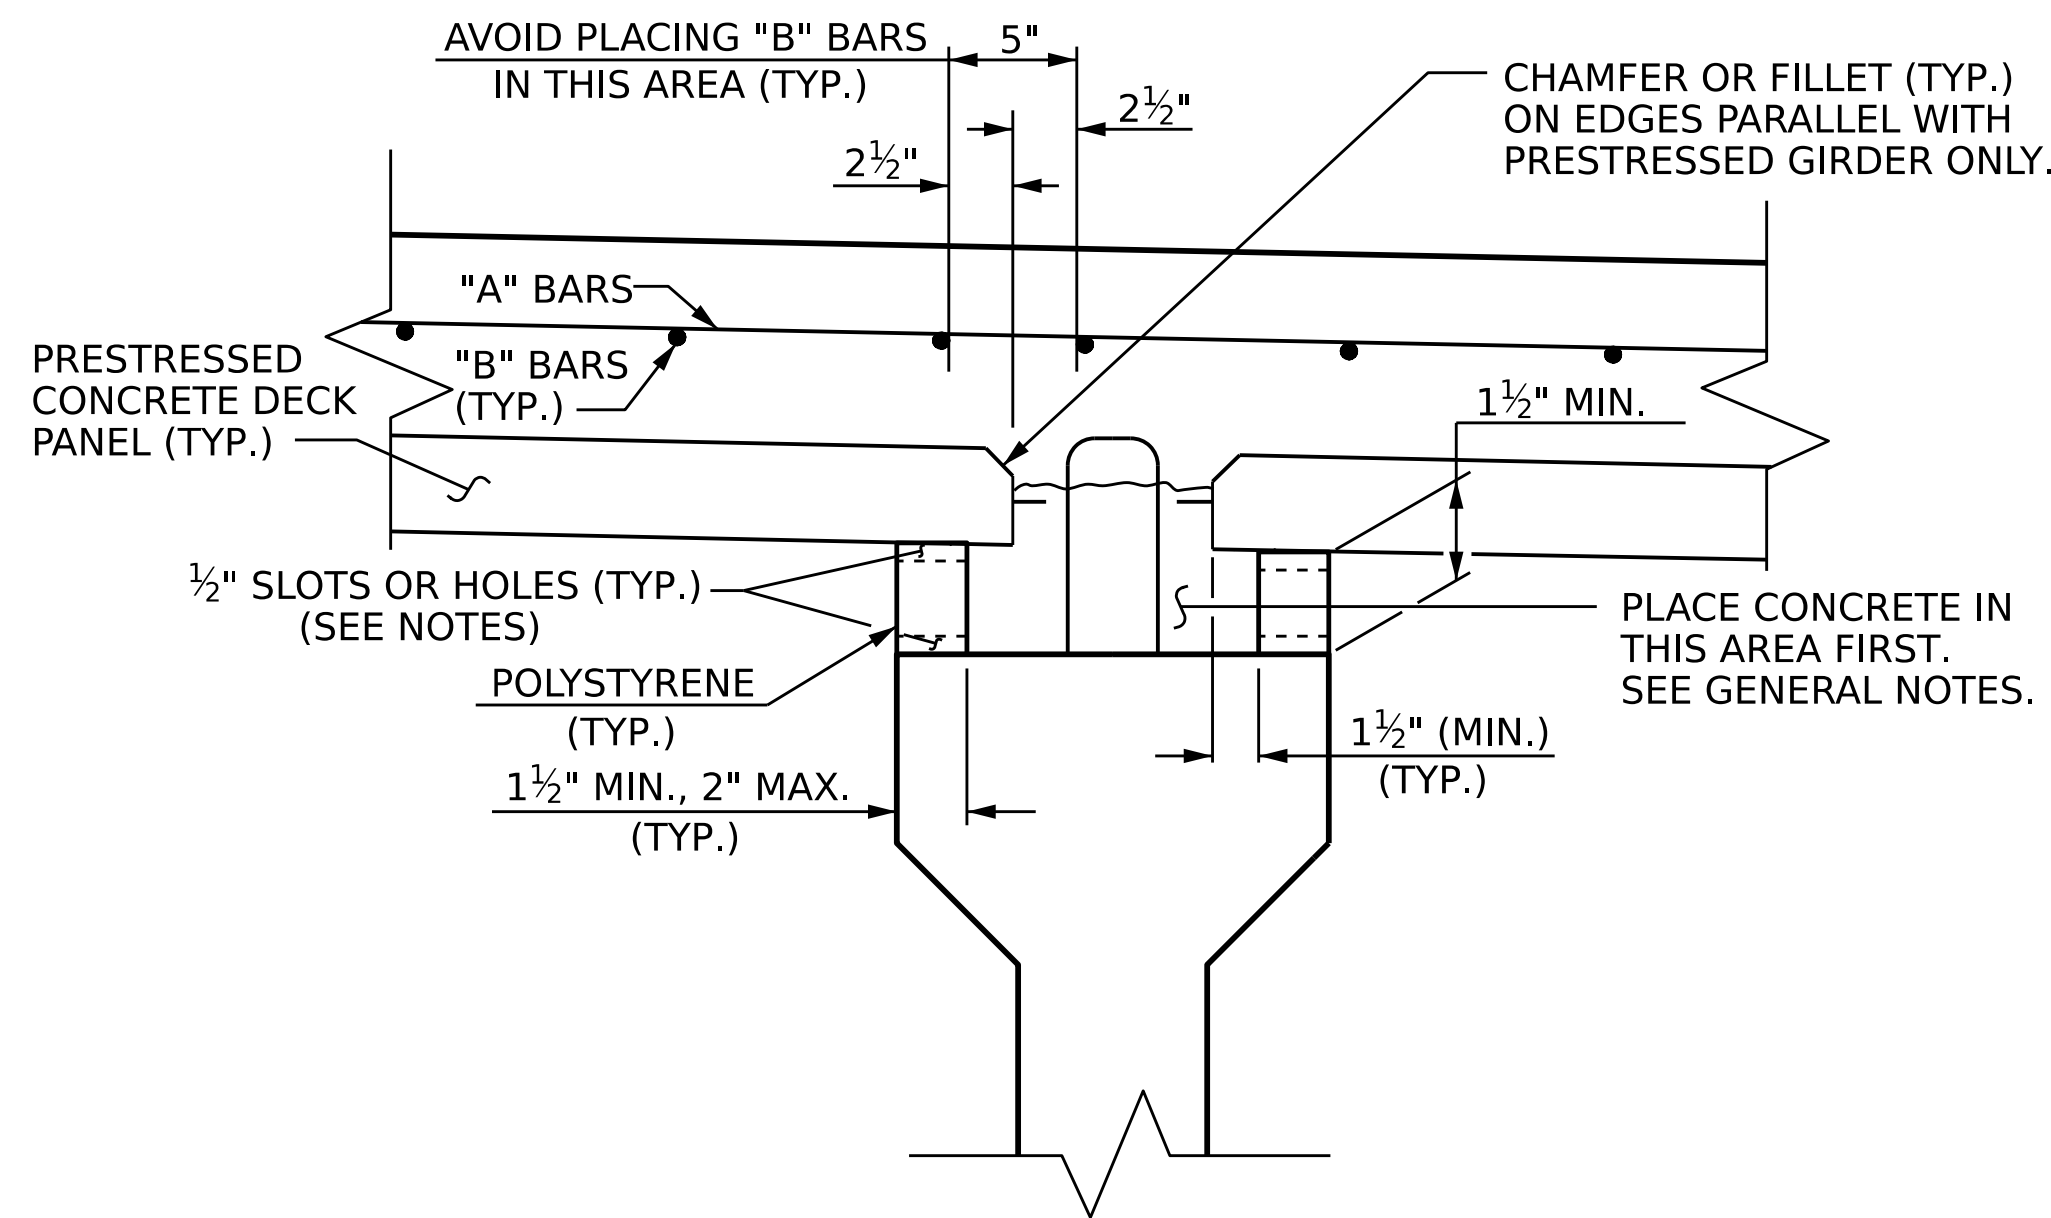 AVOID PLACING "B" BARS
IN THIS AREA (TYP.)
5"
2½"
2½"
CHAMFER OR FILLET (TYP.)
ON EDGES PARALLEL WITH
PRESTRESSED GIRDER ONLY.
"A" BARS
"B" BARS
(TYP.)
PRESTRESSED
CONCRETE DECK
PANEL (TYP.)
1½" MIN.
½" SLOTS OR HOLES (TYP.)
(SEE NOTES)
PLACE CONCRETE IN
THIS AREA FIRST.
SEE GENERAL NOTES.
POLYSTYRENE
(TYP.)
1½" (MIN.)
(TYP.)
1½" MIN., 2" MAX.
(TYP.)